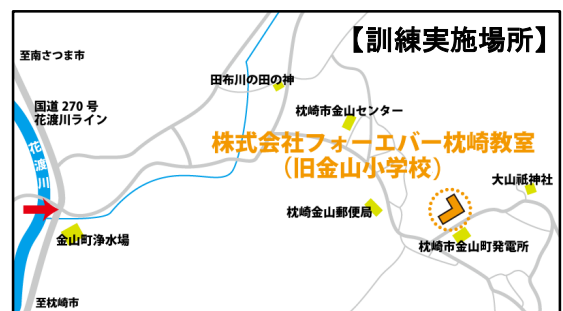 【訓練実施場所】
至南さつま市
田布川の田の神
国道 270 号
花渡川ライン
枕崎市金山センター
花渡川
株式会社フォーエバー枕崎教室
(旧金山小学校)
大山祇神社
枕崎金山郵便局
金山町浄水場
枕崎市金山町発電所
至枕崎市